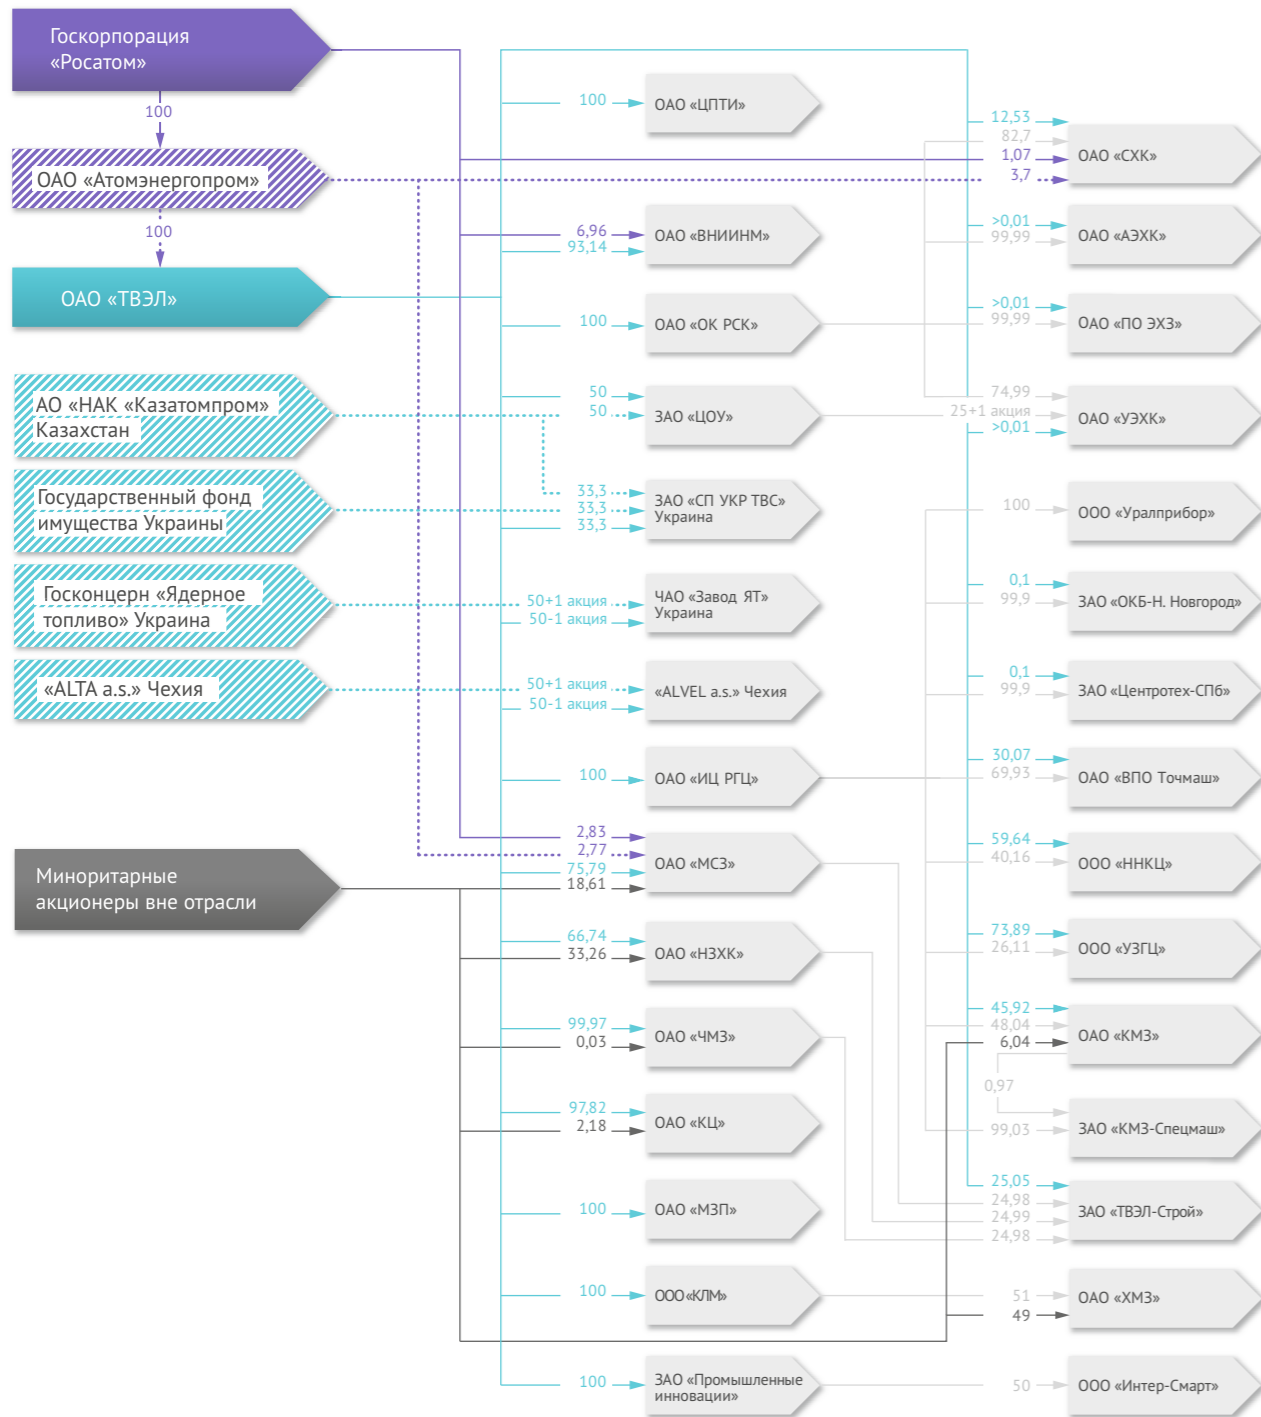 Госкорпорация
«Росатом»
100
ОАО «Атомэнергопром»
100
ОАО «ТВЭЛ»
АО «НАК «Казатомпром»
Казахстан
Государственный фонд
имущества Украины
Госконцерн «Ядерное
топливо» Украина
«ALTA a.s.» Чехия
Миноритарные
акционеры вне отрасли
100
ОАО «ЦПТИ»
6,96
93,14
ОАО «ВНИИНМ»
100
ОАО «ОК РСК»
50
50
ЗАО «ЦОУ»
33,3
33,3
33,3
ЗАО «СП УКР ТВС»
Украина
50+1 акция
50-1 акция
ЧАО «Завод ЯТ»
Украина
50+1 акция
50-1 акция
«ALVEL a.s.» Чехия
100
ОАО «ИЦ РГЦ»
2,83
2,77
75,79
18,61
ОАО «МСЗ»
66,74
33,26
ОАО «НЗХК»
99,97
0,03
ОАО «ЧМЗ»
97,82
2,18
ОАО «КЦ»
100
ОАО «МЗП»
100
ООО «КЛМ»
100
ЗАО «Промышленные
инновации»
12,53
82,7
1,07
3,7
ОАО «СХК»
>0,01
99,99
ОАО «АЭХК»
>0,01
99,99
ОАО «ПО ЭХЗ»
74,99
25+1 акция
>0,01
ОАО «УЭХК»
100
ООО «Уралприбор»
0,1
99,9
ЗАО «ОКБ-Н. Новгород»
0,1
99,9
ЗАО «Центротех-СПб»
30,07
69,93
ОАО «ВПО Точмаш»
59,64
40,16
ООО «ННКЦ»
73,89
26,11
ООО «УЗГЦ»
45,92
48,04
6,04
ОАО «КМЗ»
0,97
99,03
ЗАО «КМЗ-Спецмаш»
25,05
24,98
24,99
24,98
ЗАО «ТВЭЛ-Строй»
51
49
ОАО «ХМЗ»
50
ООО «Интер-Смарт»